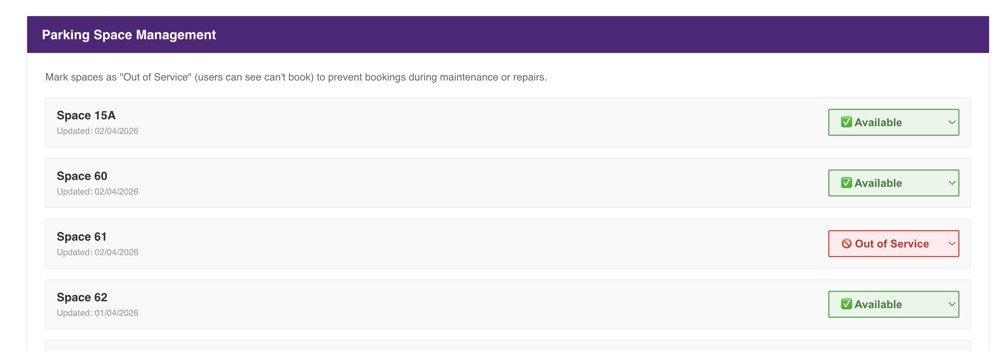 Parking Space Management
Mark spaces as "Out of Service" (users can see can't book) to prevent bookings during maintenance or repairs.
Space 15A
Updated: 02/04/2026
✅ Available
Space 60
Updated: 02/04/2026
✅ Available
Space 61
Updated: 02/04/2026
🚫 Out of Service
Space 62
Updated: 01/04/2026
✅ Available